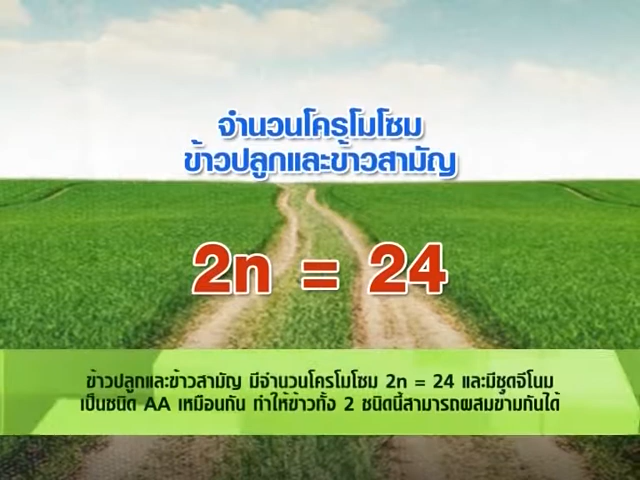 จำนวนโครโมโซม
ข้าวปลูกและข้าวสามัญ
2n = 24
ข้าวปลูกและข้าวสามัญ มีจำนวนโครโมโซม 2n = 24 และมีชุดจีโนม
เป็นชนิด AA เหมือนกัน ทำให้ข้าวทั้ง 2 ชนิดนี้สามารถผสมข้ามกันได้